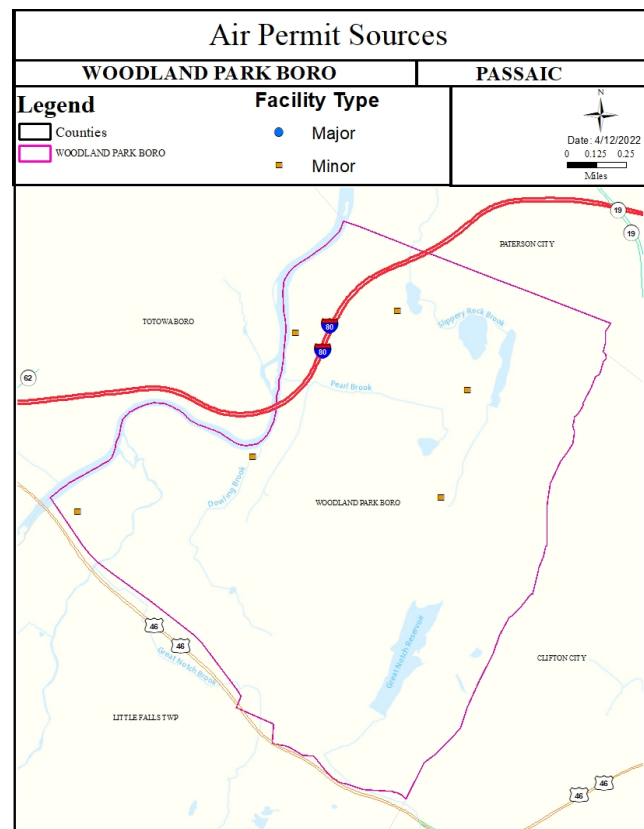 Air Permit Sources
WOODLAND PARK BORO
PASSAIC
Legend
Counties
WOODLAND PARK BORO
Facility Type
Major
Minor
N
Date: 4/12/2022
0 0.125 0.25
Miles
19
PATERSON CITY
19
TOTOWA BORO
Slippery Rock Brook
80
80
62
Pearl Brook
Dowling Brook
WOODLAND PARK BORO
46
46
Great Notch Reservoir
Great Notch Brook
CLIFTON CITY
LITTLE FALLS TWP
46
46